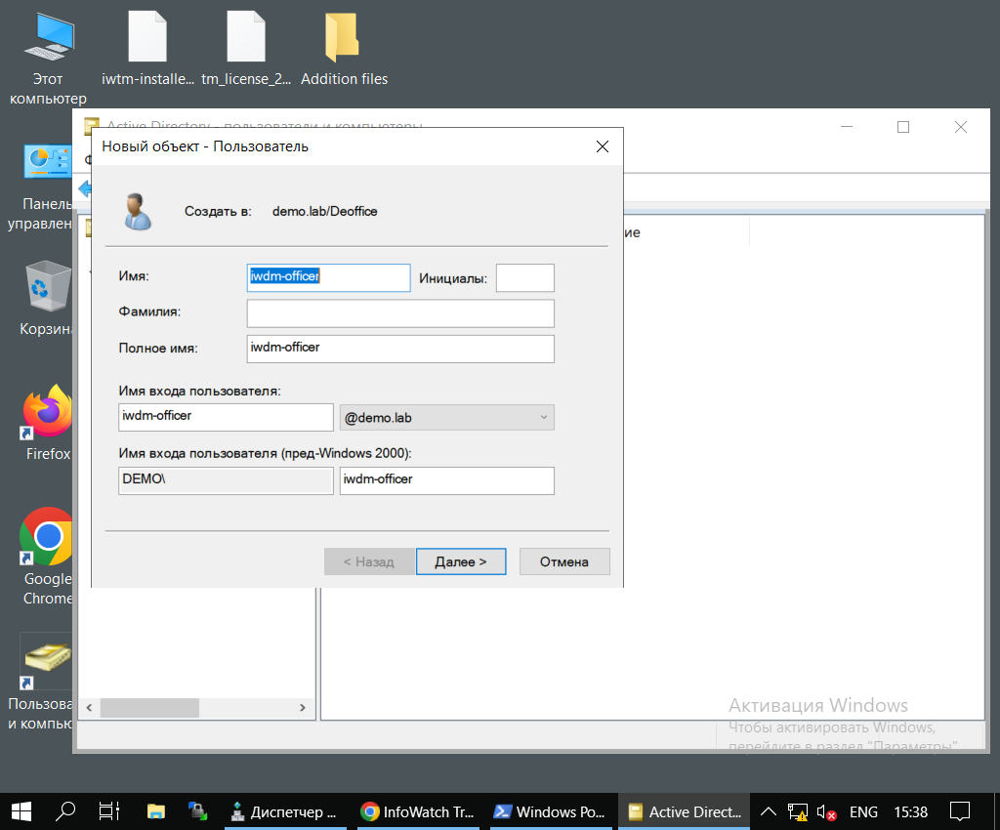 Этот
компьютер
iwtm-installe...
tm_license_2...
Addition files
Active Directory - пользователи и компьютеры
Новый объект - Пользователь
Панель
управлен
Создать в: demo.lab/Deoffice
ие
Имя: iwdm-officer Инициалы:
Фамилия:
Корзина
Полное имя: iwdm-officer
Имя входа пользователя:
iwdm-officer @demo.lab
Имя входа пользователя (пред-Windows 2000):
Firefox
DEMO\ iwdm-officer
< Назад Далее > Отмена
Google
Chrome
Пользова
и компью
Активация Windows
Чтобы активировать Windows,
перейдите в раздел "Параметры"
Диспетчер ... InfoWatch Tr... Windows Po... Active Direct... ENG 15:38